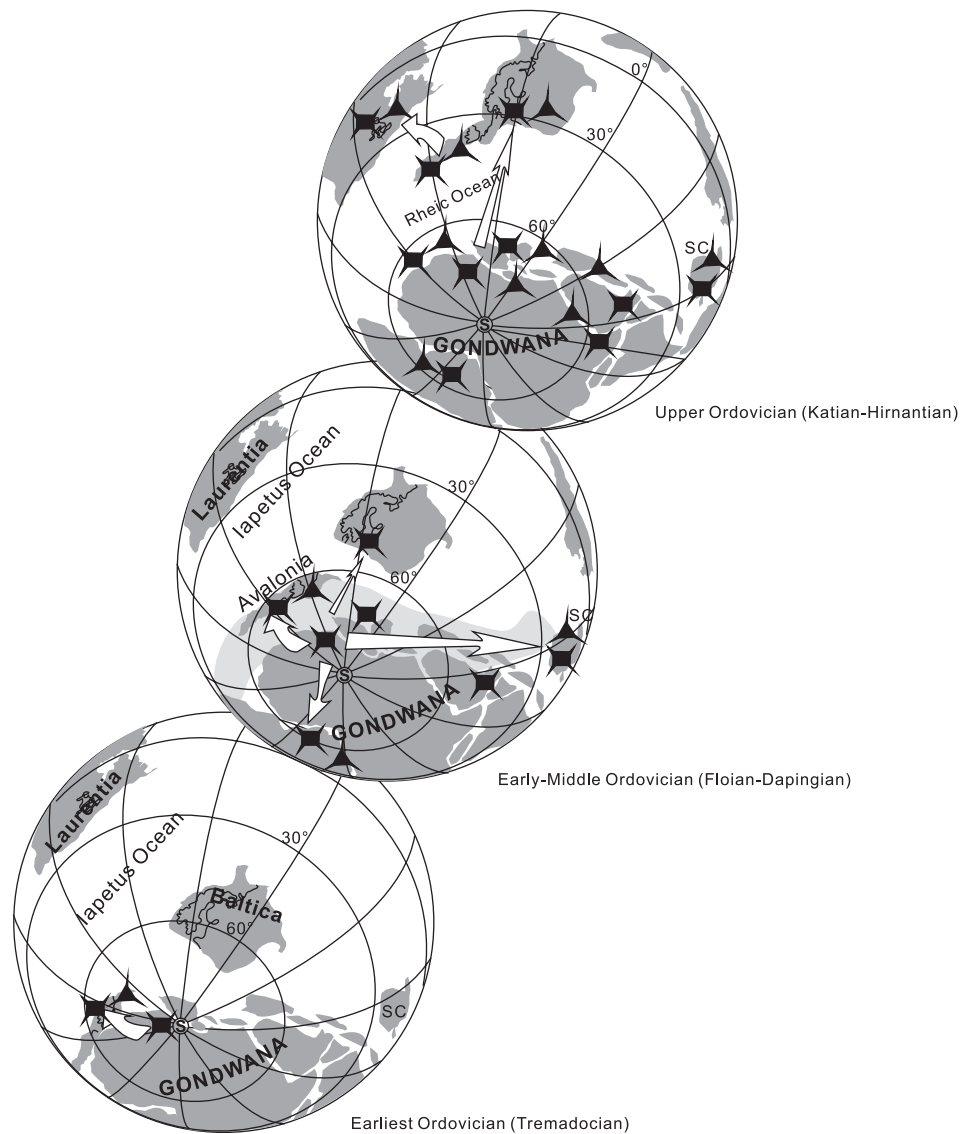 0°
30°
Rheic Ocean
60°
SC
S
GONDWANA
Upper Ordovician (Katian-Hirnantian)
Laurentia
Iapetus Ocean
30°
Avalonia
60°
SC
S
GONDWANA
Early-Middle Ordovician (Floian-Dapingian)
Laurentia
Iapetus Ocean
30°
Baltica
60°
SC
S
GONDWANA
Earliest Ordovician (Tremadocian)